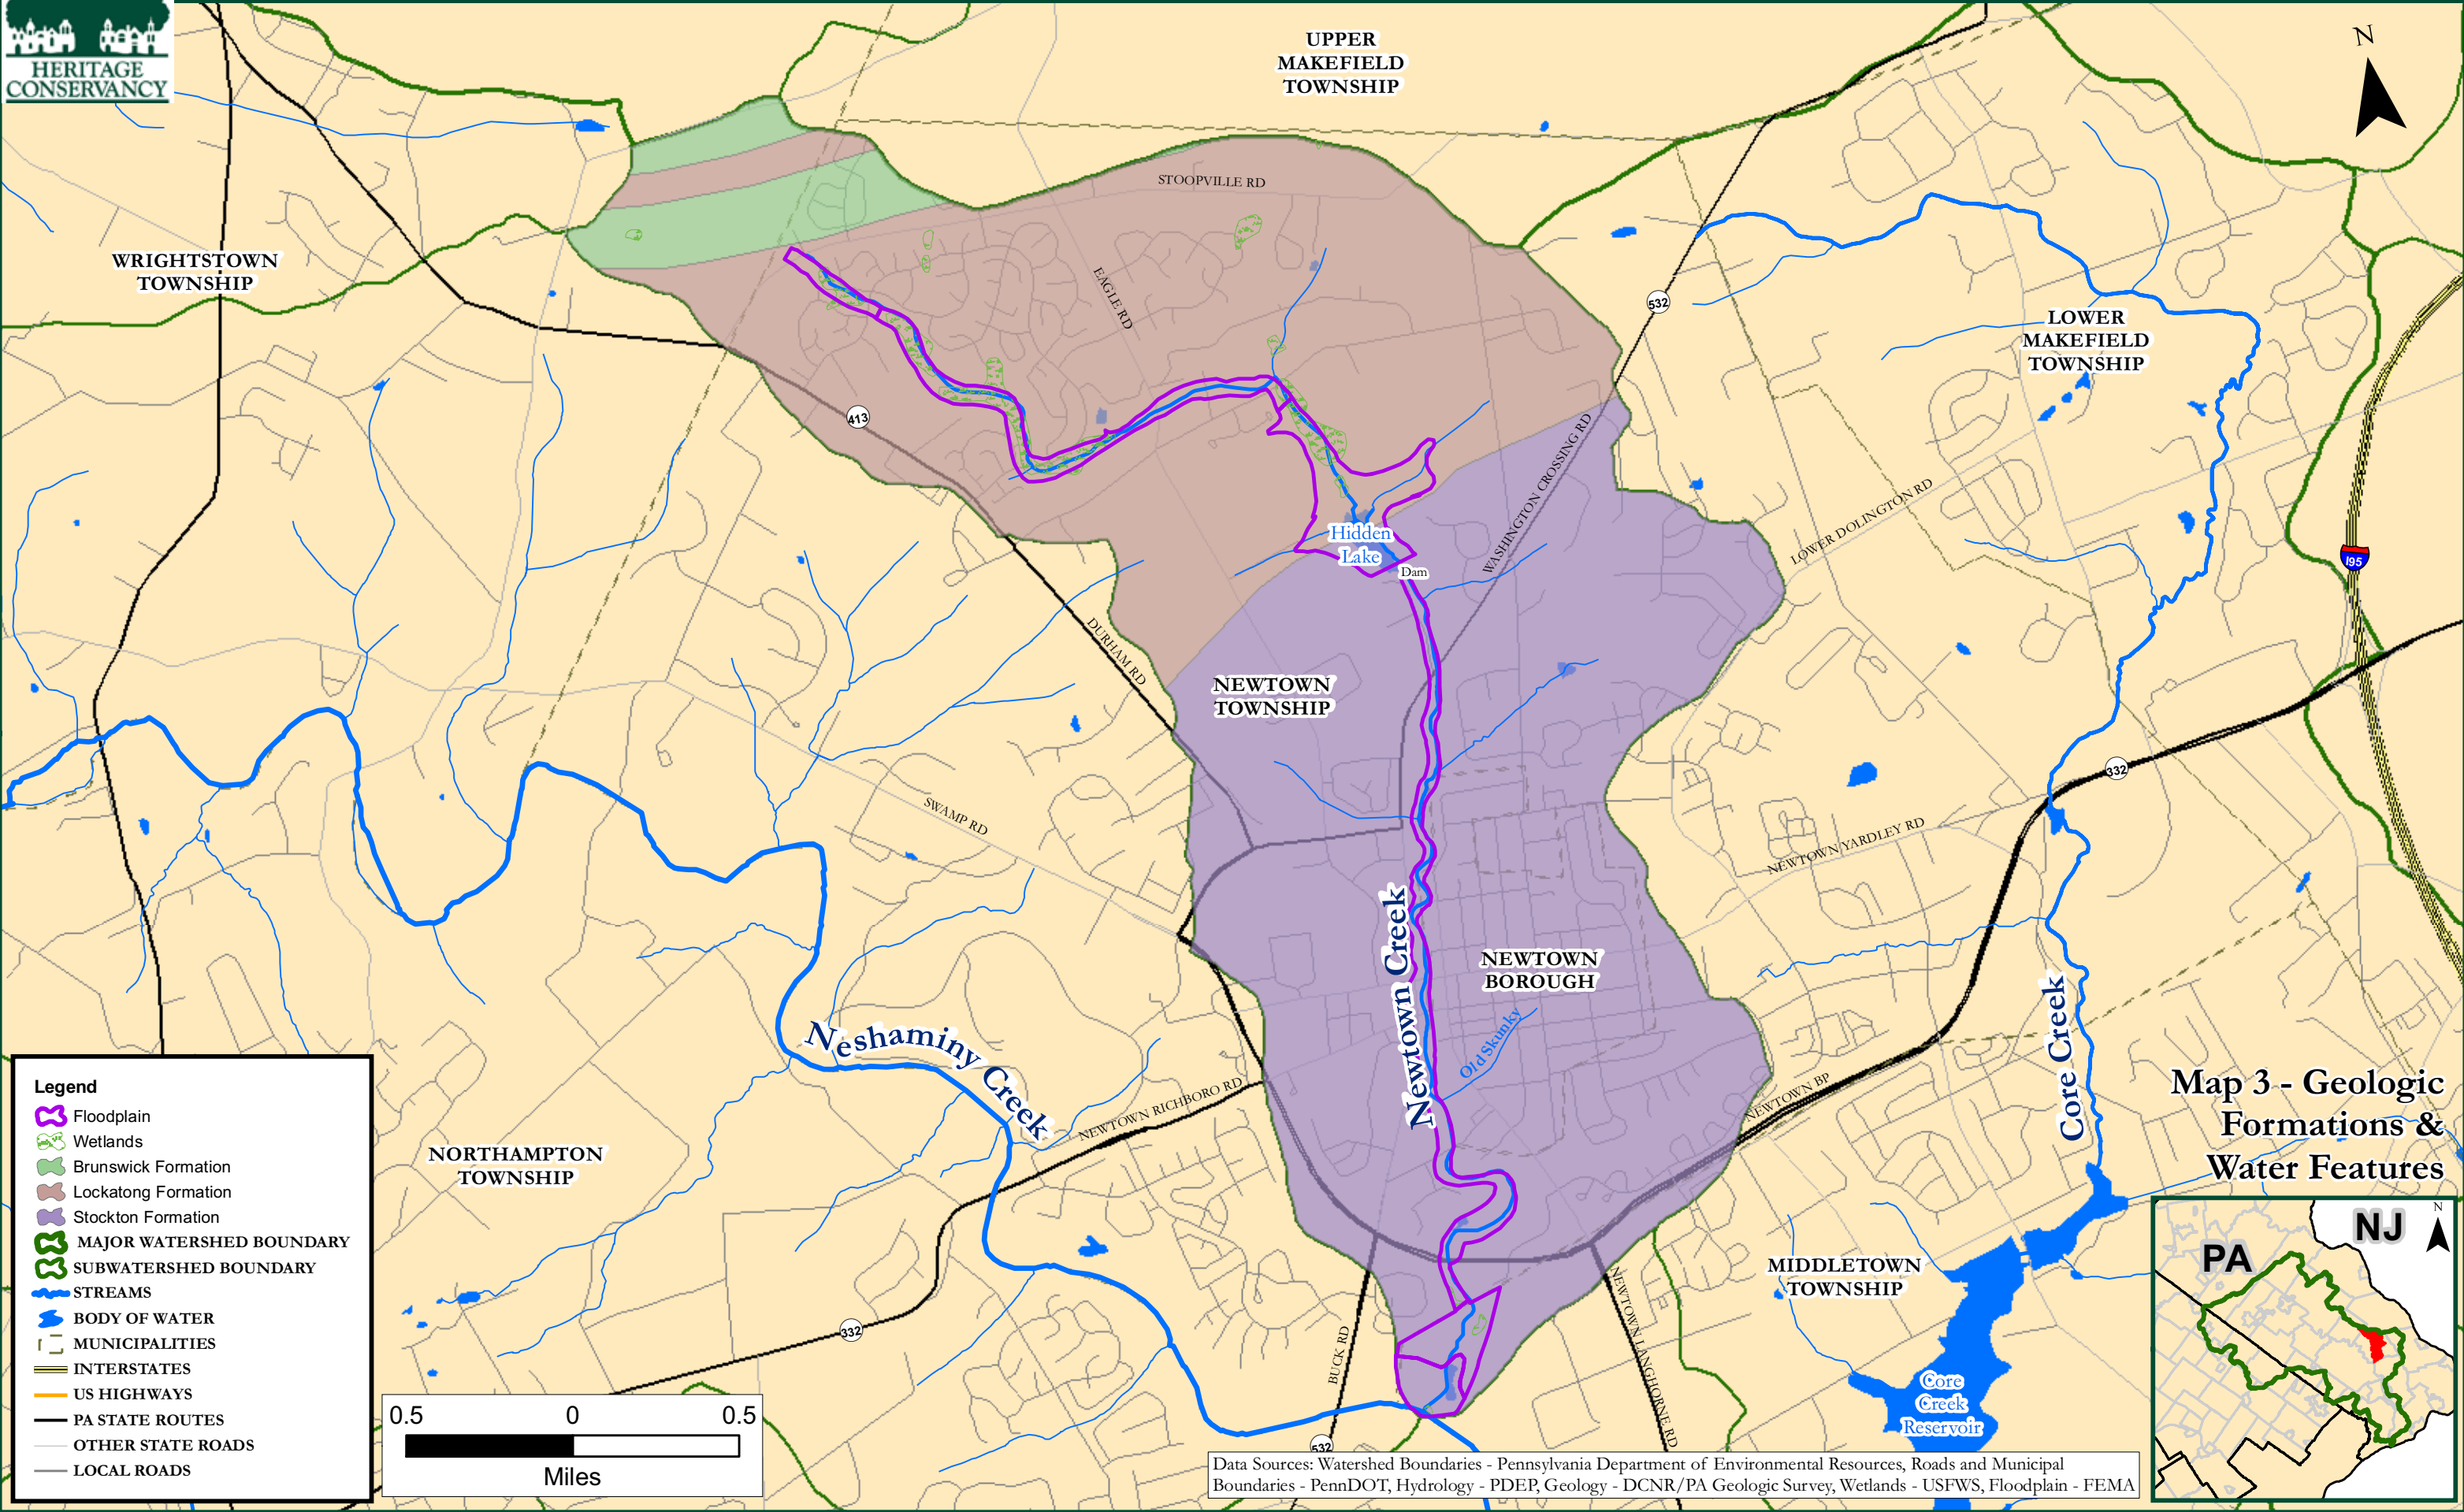 HERITAGE
CONSERVANCY
UPPER
MAKEFIELD
TOWNSHIP
N
STOOPVILLE RD
WRIGHTSTOWN
TOWNSHIP
EAGLE RD
532
LOWER
MAKEFIELD
TOWNSHIP
413
WASHINGTON CROSSING RD
LOWER DOLINGTON RD
Hidden
Lake
Dam
I95
DURHAM RD
NEWTOWN
TOWNSHIP
332
SWAMP RD
NEWTOWN YARDLEY RD
Newtown Creek
NEWTOWN
BOROUGH
Old Skunky
Neshaminy Creek
Core Creek
NEWTOWN RICHBORO RD
NEWTOWN BP
NORTHAMPTON
TOWNSHIP
Map 3 - Geologic
Formations &
Water Features
MIDDLETOWN
TOWNSHIP
332
BUCK RD
NEWTOWN LANGHORNE RD
532
Core
Creek
Reservoir
Legend
Floodplain
Wetlands
Brunswick Formation
Lockatong Formation
Stockton Formation
MAJOR WATERSHED BOUNDARY
SUBWATERSHED BOUNDARY
STREAMS
BODY OF WATER
MUNICIPALITIES
INTERSTATES
US HIGHWAYS
PA STATE ROUTES
OTHER STATE ROADS
LOCAL ROADS
0.5 0 0.5
Miles
Data Sources: Watershed Boundaries - Pennsylvania Department of Environmental Resources, Roads and Municipal
Boundaries - PennDOT, Hydrology - PDEP, Geology - DCNR/PA Geologic Survey, Wetlands - USFWS, Floodplain - FEMA
NJ
PA
N